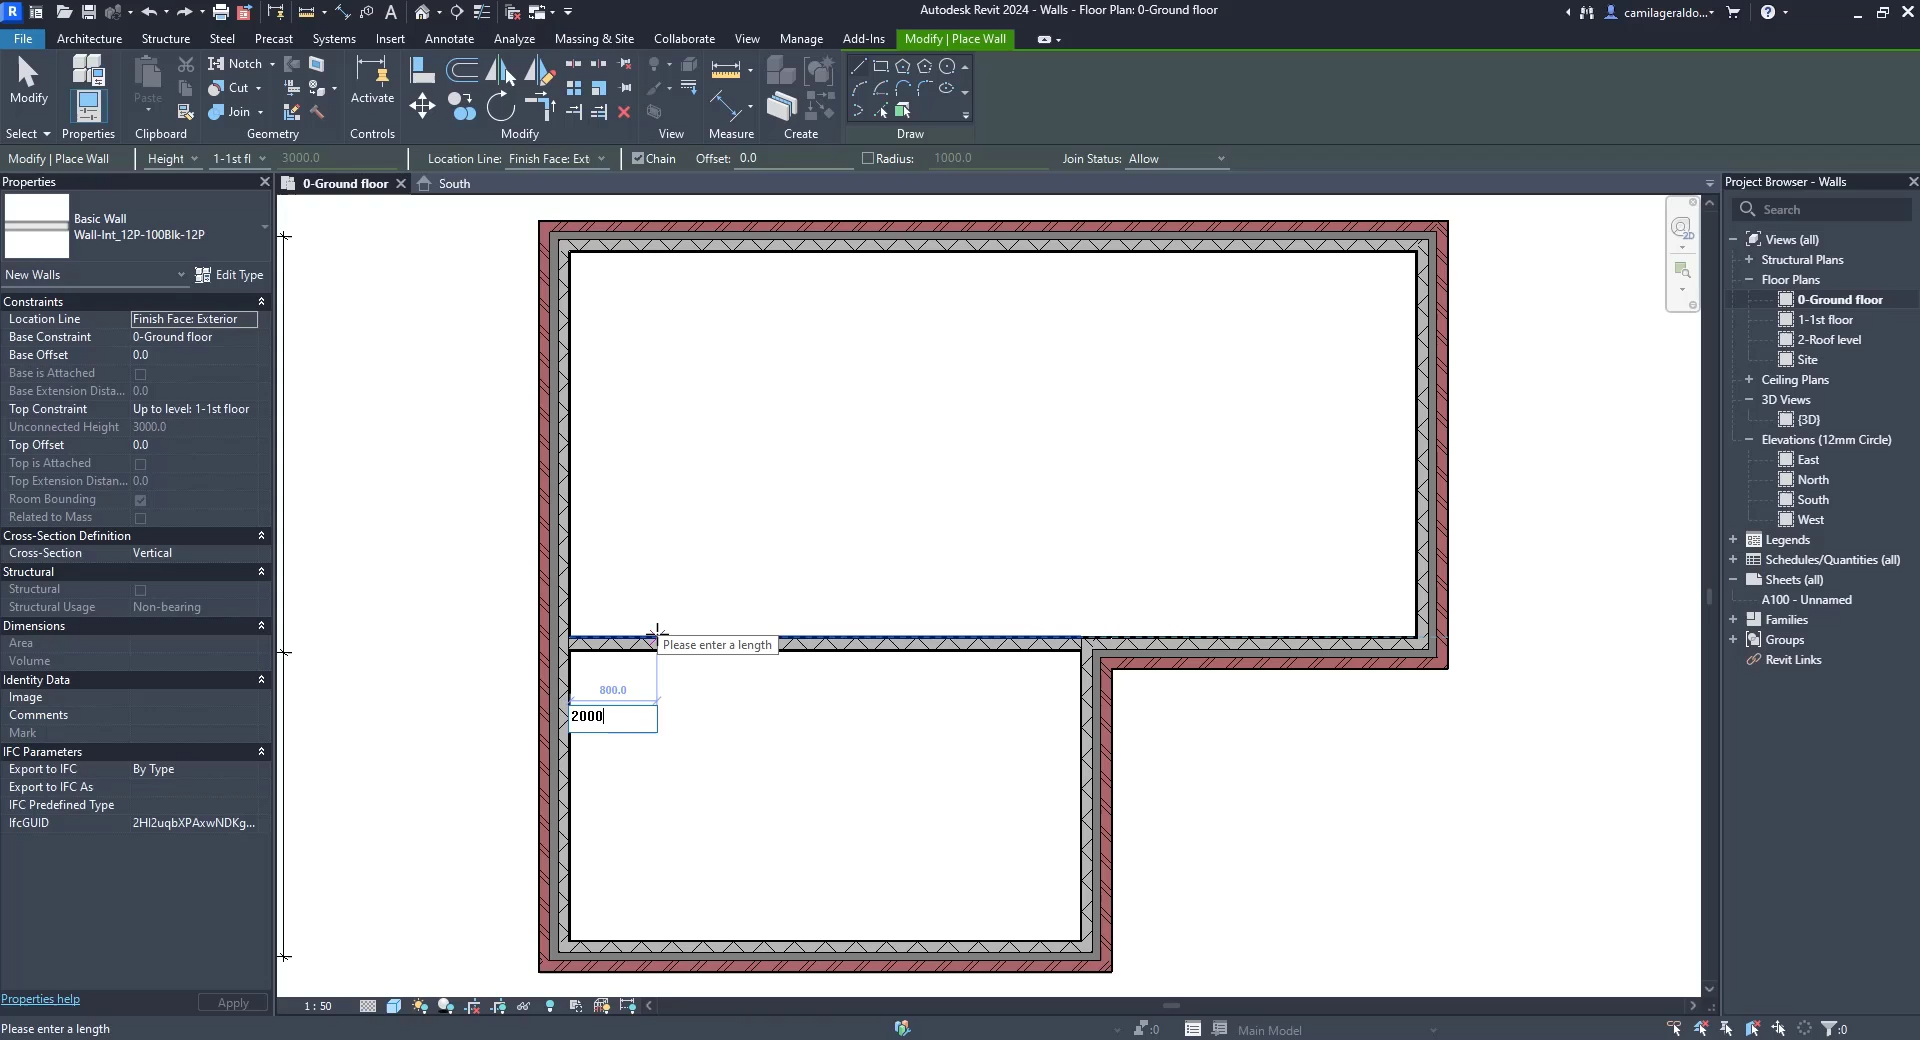 Autodesk Revit 2024 - Walls - Floor Plan: 0-Ground floor
camilageraldo...
File Architecture Structure Steel Precast Systems Insert Annotate Analyze Massing & Site Collaborate View Manage Add-Ins Modify | Place Wall
Modify
Paste
Notch
Cut
Join
Activate
Select Properties Clipboard Geometry Controls Modify View Measure Create Draw
Modify | Place Wall Height 1-1st fl 3000.0 Location Line: Finish Face: Ext Chain Offset: 0.0 Radius: 1000.0 Join Status: Allow
Properties
0-Ground floor
South
Project Browser - Walls
Basic Wall
Wall-Int_12P-100Blk-12P
New Walls
Edit Type
Constraints
Location Line Finish Face: Exterior
Base Constraint 0-Ground floor
Base Offset 0.0
Base is Attached
Base Extension Dista... 0.0
Top Constraint Up to level: 1-1st floor
Unconnected Height 3000.0
Top Offset 0.0
Top is Attached
Top Extension Distan... 0.0
Room Bounding
Related to Mass
Cross-Section Definition
Cross-Section Vertical
Structural
Structural
Structural Usage Non-bearing
Dimensions
Area
Volume
Identity Data
Image
Comments
Mark
IFC Parameters
Export to IFC By Type
Export to IFC As
IFC Predefined Type
IfcGUID 2HI2uqbXPAxwNDKg...
Properties help
Apply
Please enter a length
800.0
2000
2D
Search
Views (all)
Structural Plans
Floor Plans
0-Ground floor
1-1st floor
2-Roof level
Site
Ceiling Plans
3D Views
{3D}
Elevations (12mm Circle)
East
North
South
West
Legends
Schedules/Quantities (all)
Sheets (all)
A100 - Unnamed
Families
Groups
Revit Links
1 : 50
Please enter a length
:0
Main Model
:0